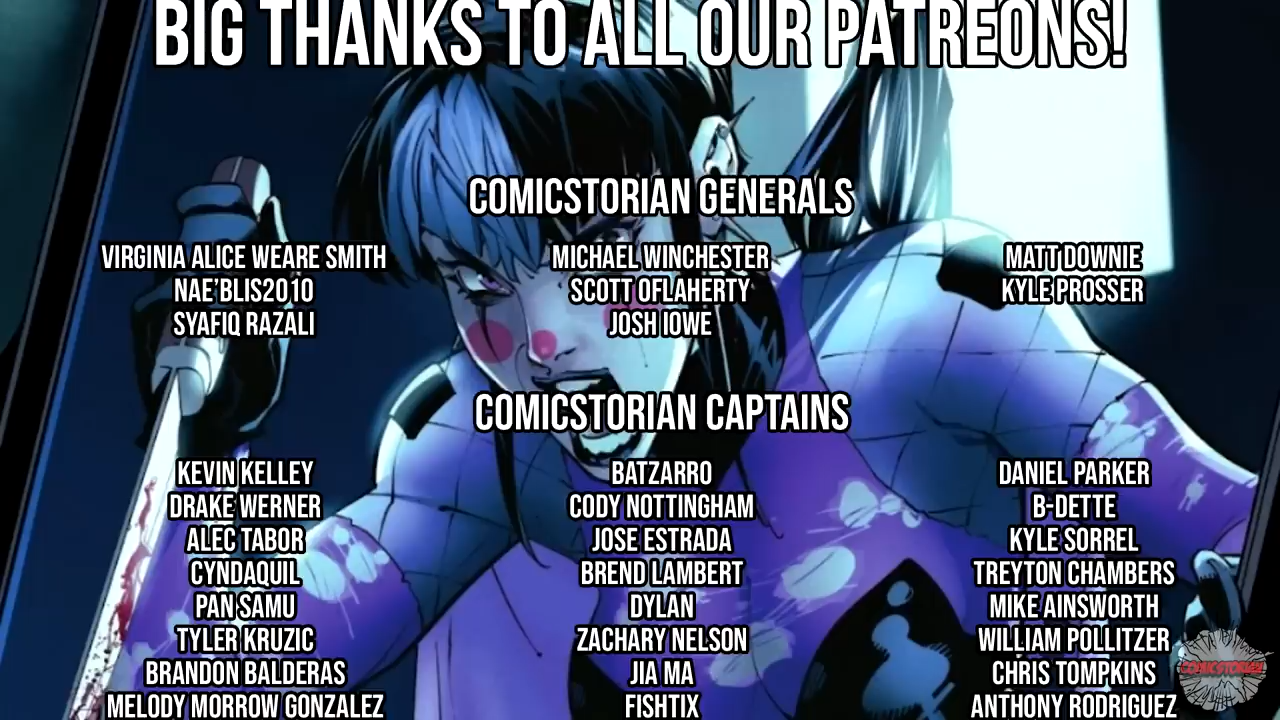 BIG THANKS TO ALL OUR PATREONS!
COMICSTORIAN GENERALS
VIRGINIA ALICE WEARE SMITH
NAE'BLIS2010
SYAFIQ RAZALI
MICHAEL WINCHESTER
SCOTT OFLAHERTY
JOSH IOWE
MATT DOWNIE
KYLE PROSSER
COMICSTORIAN CAPTAINS
KEVIN KELLEY
DRAKE WERNER
ALEC TABOR
CYNDAQUIL
PAN SAMU
TYLER KRUZIC
BRANDON BALDERAS
MELODY MORROW GONZALEZ
BATZARRO
CODY NOTTINGHAM
JOSE ESTRADA
BREND LAMBERT
DYLAN
ZACHARY NELSON
JIA MA
FISHTIX
DANIEL PARKER
B-DETTE
KYLE SORREL
TREYTON CHAMBERS
MIKE AINSWORTH
WILLIAM POLLITZER
CHRIS TOMPKINS
ANTHONY RODRIGUEZ
COMICSTORIAN